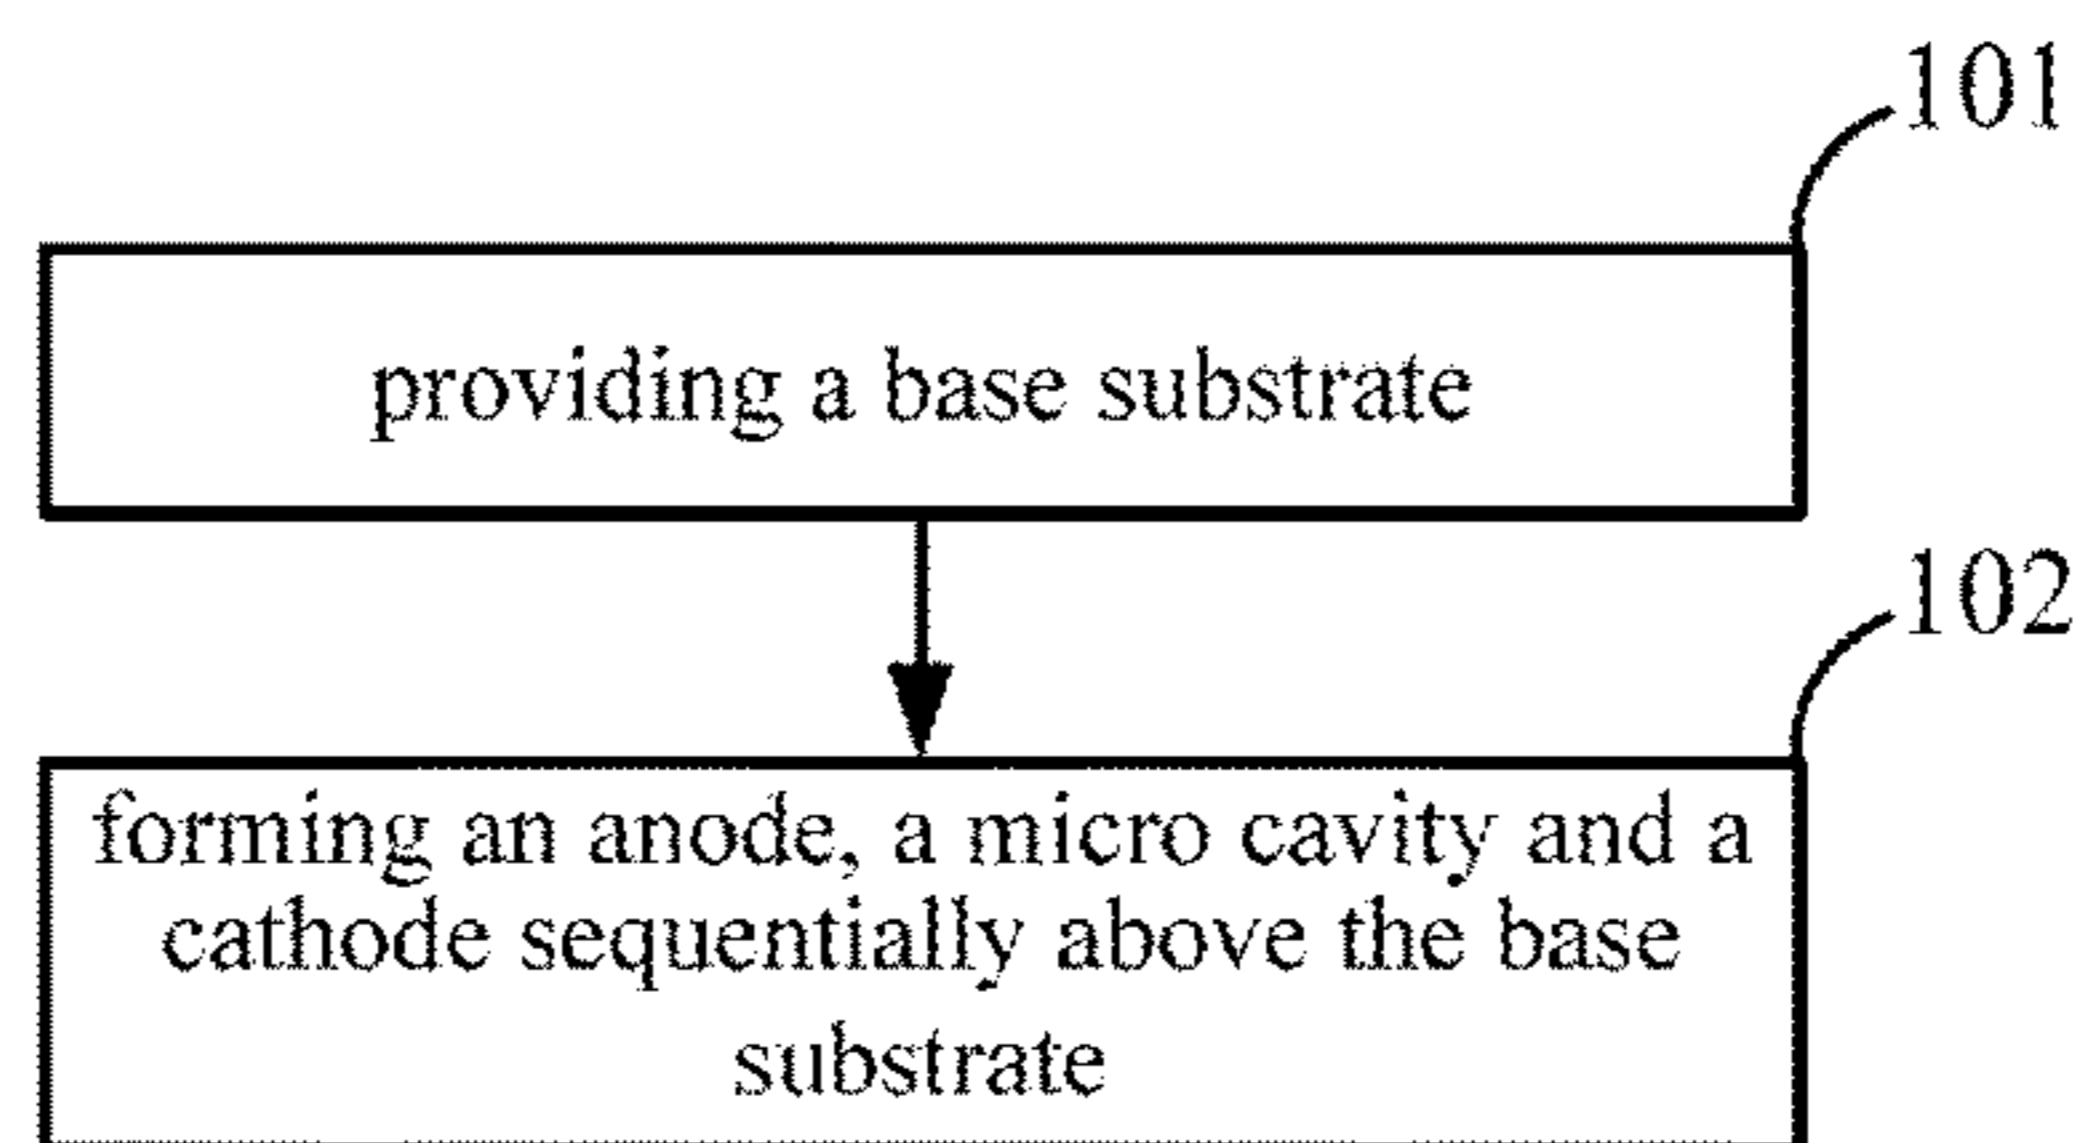 101
providing a base substrate
102
forming an anode, a micro cavity and a
cathode sequentially above the base
substrate